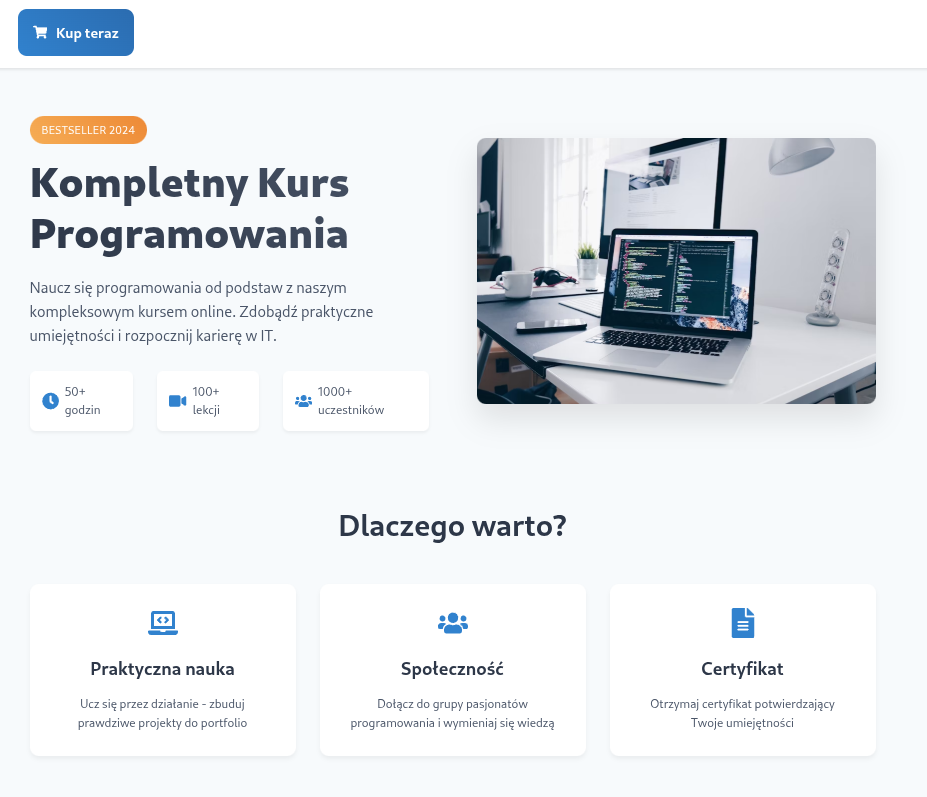 Kup teraz
BESTSELLER 2024
Kompletny Kurs
Programowania
Naucz się programowania od podstaw z naszym
kompleksowym kursem online. Zdobądź praktyczne
umiejętności i rozpocznij karierę w IT.
50+
godzin
100+
lekcji
1000+
uczestników
Dlaczego warto?
Praktyczna nauka
Ucz się przez działanie - zbuduj
prawdziwe projekty do portfolio
Społeczność
Dołącz do grupy pasjonatów
programowania i wymieniaj się wiedzą
Certyfikat
Otrzymaj certyfikat potwierdzający
Twoje umiejętności